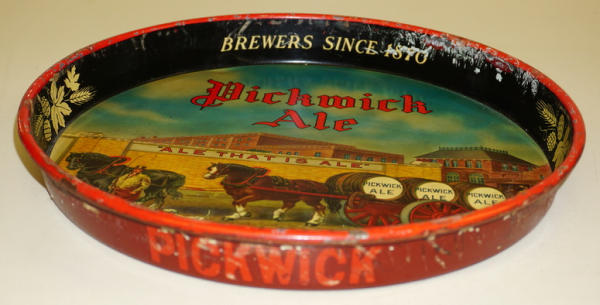 BREWERS SINCE 1870
Pickwick
Ale
"ALE THAT IS ALE"
PICKWICK
ALE
PICKWICK
ALE
PICKWICK
ALE
PICKWICK